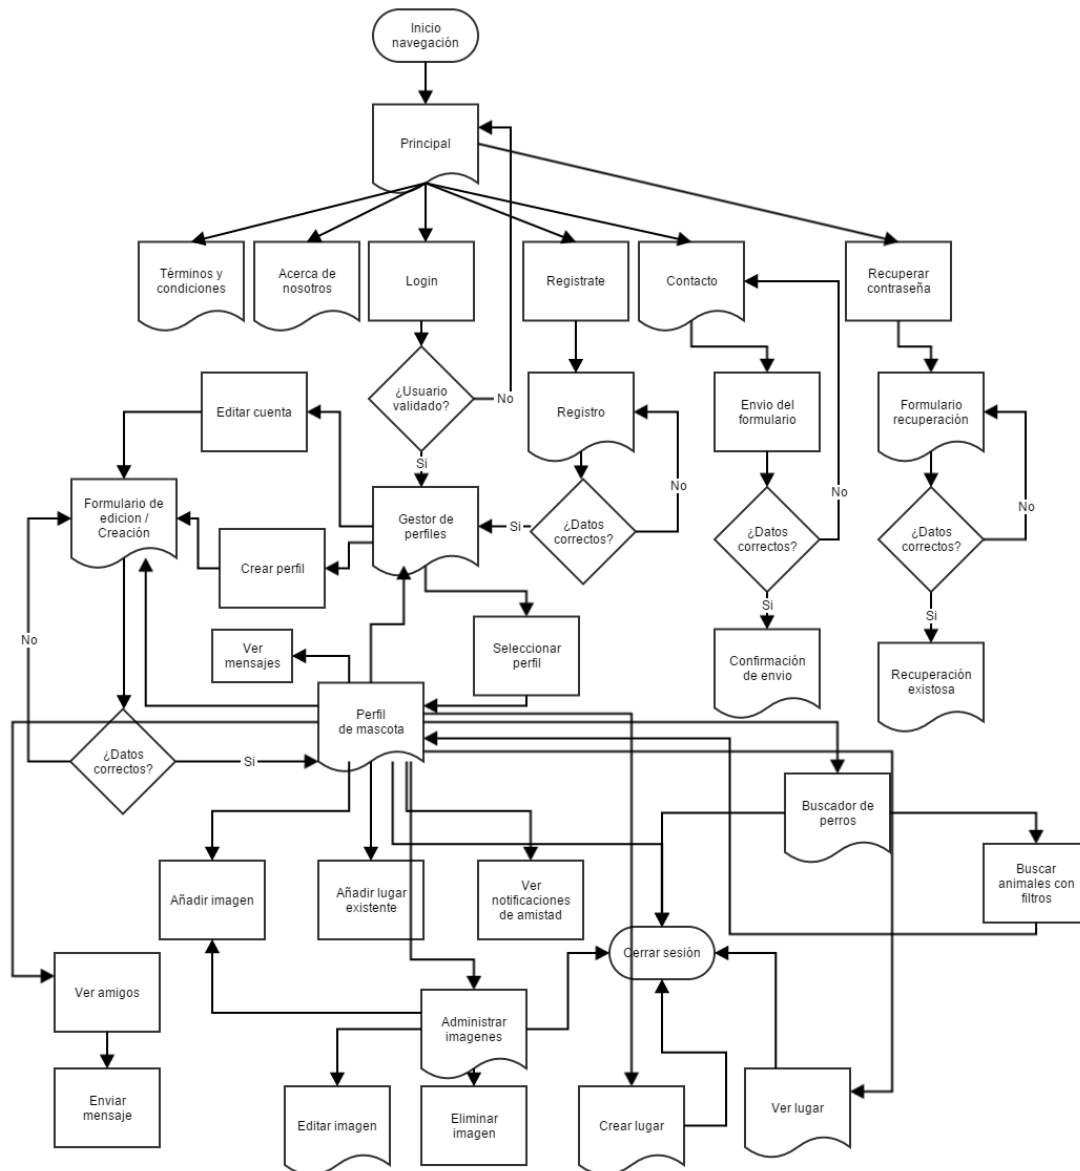 Inicio
navegación
Principal
Términos y
condiciones
Acerca de
nosotros
Login
Registrate
Contacto
Recuperar
contraseña
¿Usuario
validado?
No
Editar cuenta
Registro
Envio del
formulario
Formulario
recuperación
Si
Formulario de
edicion /
Creación
Gestor de
perfiles
Si
¿Datos
correctos?
No
¿Datos
correctos?
No
¿Datos
correctos?
No
Crear perfil
Si
Si
No
Ver
mensajes
Seleccionar
perfil
Confirmación
de envio
Recuperación
existosa
Perfil
de mascota
¿Datos
correctos?
Si
Buscador de
perros
Buscar
animales con
filtros
Añadir imagen
Añadir lugar
existente
Ver
notificaciones
de amistad
Cerrar sesión
Ver amigos
Administrar
imagenes
Enviar
mensaje
Editar imagen
Eliminar
imagen
Crear lugar
Ver lugar